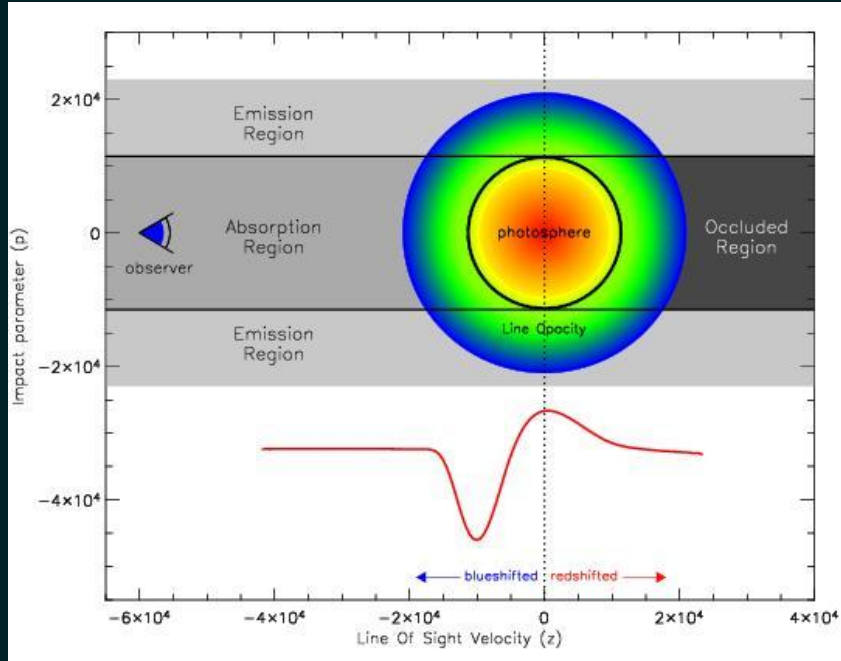 2×10⁴
0
−2×10⁴
−4×10⁴
Impact parameter (p)
Emission
Region
Absorption
Region
observer
photosphere
Occluded
Region
Line Opacity
Emission
Region
blueshifted
redshifted
−6×10⁴
−4×10⁴
−2×10⁴
0
2×10⁴
4×10⁴
Line Of Sight Velocity (z)